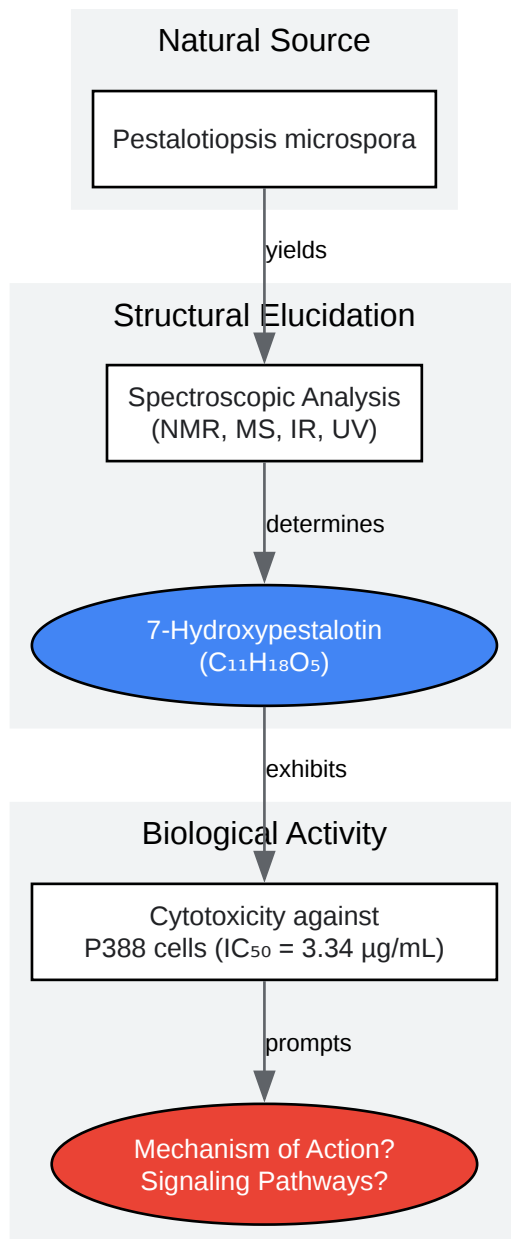 Natural Source
Pestalotiopsis microspora
yields
Structural Elucidation
Spectroscopic Analysis
(NMR, MS, IR, UV)
determines
7-Hydroxypestalotin
(C₁₁H₁₈O₅)
exhibits
Biological Activity
Cytotoxicity against
P388 cells (IC₅₀ = 3.34 µg/mL)
prompts
Mechanism of Action?
Signaling Pathways?